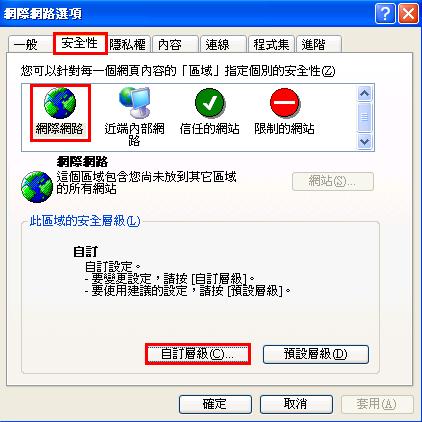 網際網路選項
一般 安全性 隱私權 內容 連線 程式集 進階
您可以針對每一個網頁內容的「區域」指定個別的安全性(Z)
網際網路 近端內部網路 信任的網站 限制的網站
網際網路
這個區域包含您尚未放到其它區域
的所有網站
網站(S)...
此區域的安全層級(L)
自訂
自訂設定。
- 要變更設定，請按 [自訂層級]。
- 要使用建議的設定，請按 [預設層級]。
自訂層級(C)... 預設層級(D)
確定 取消 套用(A)